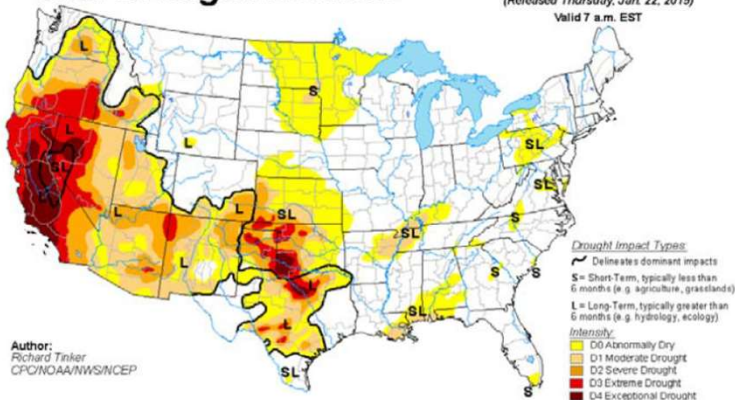 (Released Thursday, Jan. 22, 2015)
Valid 7 a.m. EST
L
S
L
L
SL
SL
SL
L
L
SL
S
SL
L
L
S
S
L
SL
SL
S
Drought Impact Types:
Delineates dominant impacts
S = Short-Term, typically less than
6 months (e.g. agriculture, grasslands)
L = Long-Term, typically greater than
6 months (e.g. hydrology, ecology)
Intensity:
D0 Abnormally Dry
D1 Moderate Drought
D2 Severe Drought
D3 Extreme Drought
D4 Exceptional Drought
Author:
Richard Tinker
CPC/NOAA/NWS/NCEP